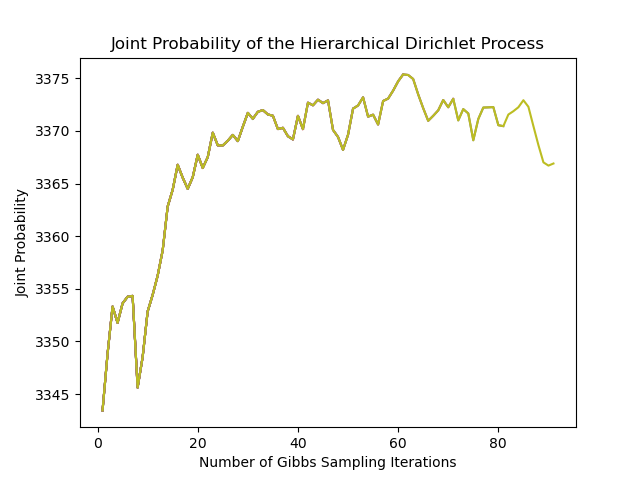 Joint Probability of the Hierarchical Dirichlet Process
3375
3370
3365
3360
3355
3350
3345
Joint Probability
0 20 40 60 80
Number of Gibbs Sampling Iterations